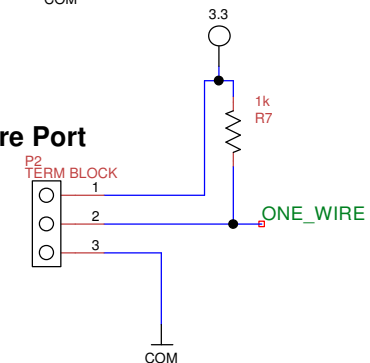 COM
3.3
1k
R7
re Port
P2
TERM BLOCK
1
2
ONE_WIRE
3
COM